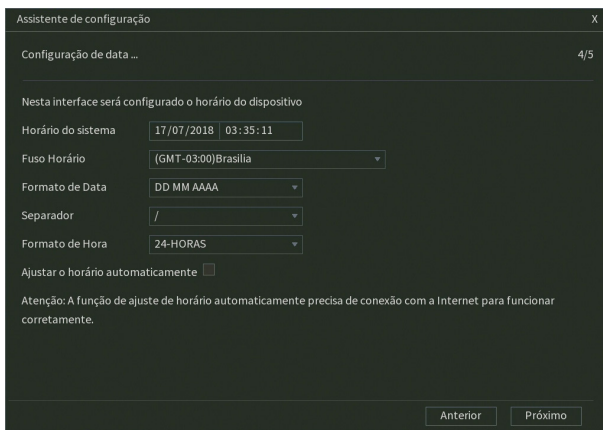 Assistente de configuração X
Configuração de data ... 4/5
Nesta interface será configurado o horário do dispositivo
Horário do sistema 17/07/2018 03:35:11
Fuso Horário (GMT-03:00)Brasilia
Formato de Data DD MM AAAA
Separador /
Formato de Hora 24-HORAS
Ajustar o horário automaticamente
Atenção: A função de ajuste de horário automaticamente precisa de conexão com a Internet para funcionar
corretamente.
Anterior Próximo